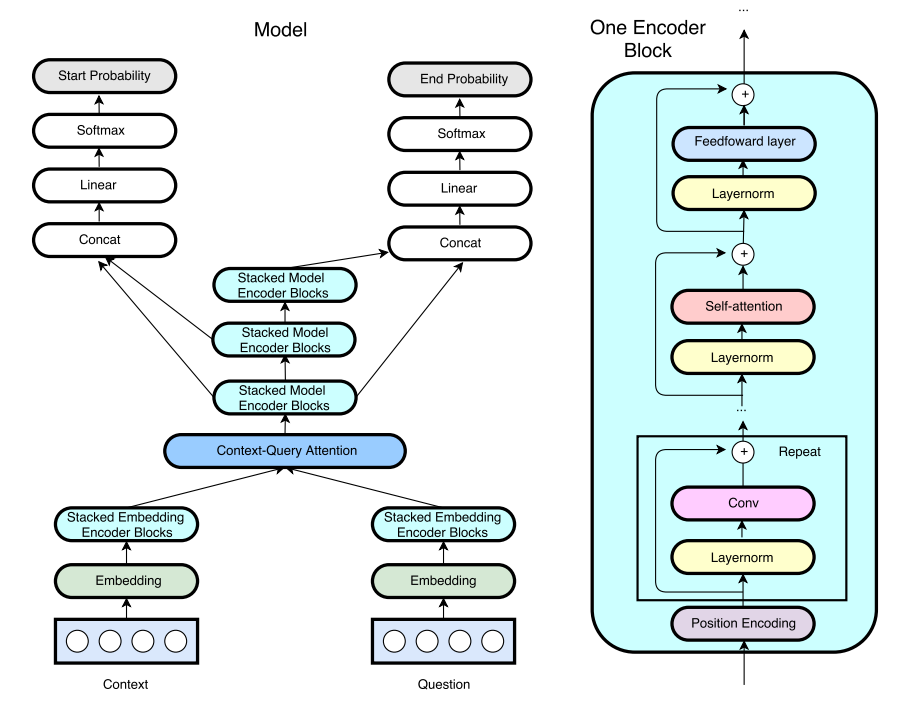 Model
Start Probability
Softmax
Linear
Concat
End Probability
Softmax
Linear
Concat
Stacked Model
Encoder Blocks
Stacked Model
Encoder Blocks
Stacked Model
Encoder Blocks
Context-Query Attention
Stacked Embedding
Encoder Blocks
Stacked Embedding
Encoder Blocks
Embedding
Embedding
Context
Question
One Encoder
Block
...
+
Feedfoward layer
Layernorm
+
Self-attention
Layernorm
...
+
Repeat
Conv
Layernorm
Position Encoding